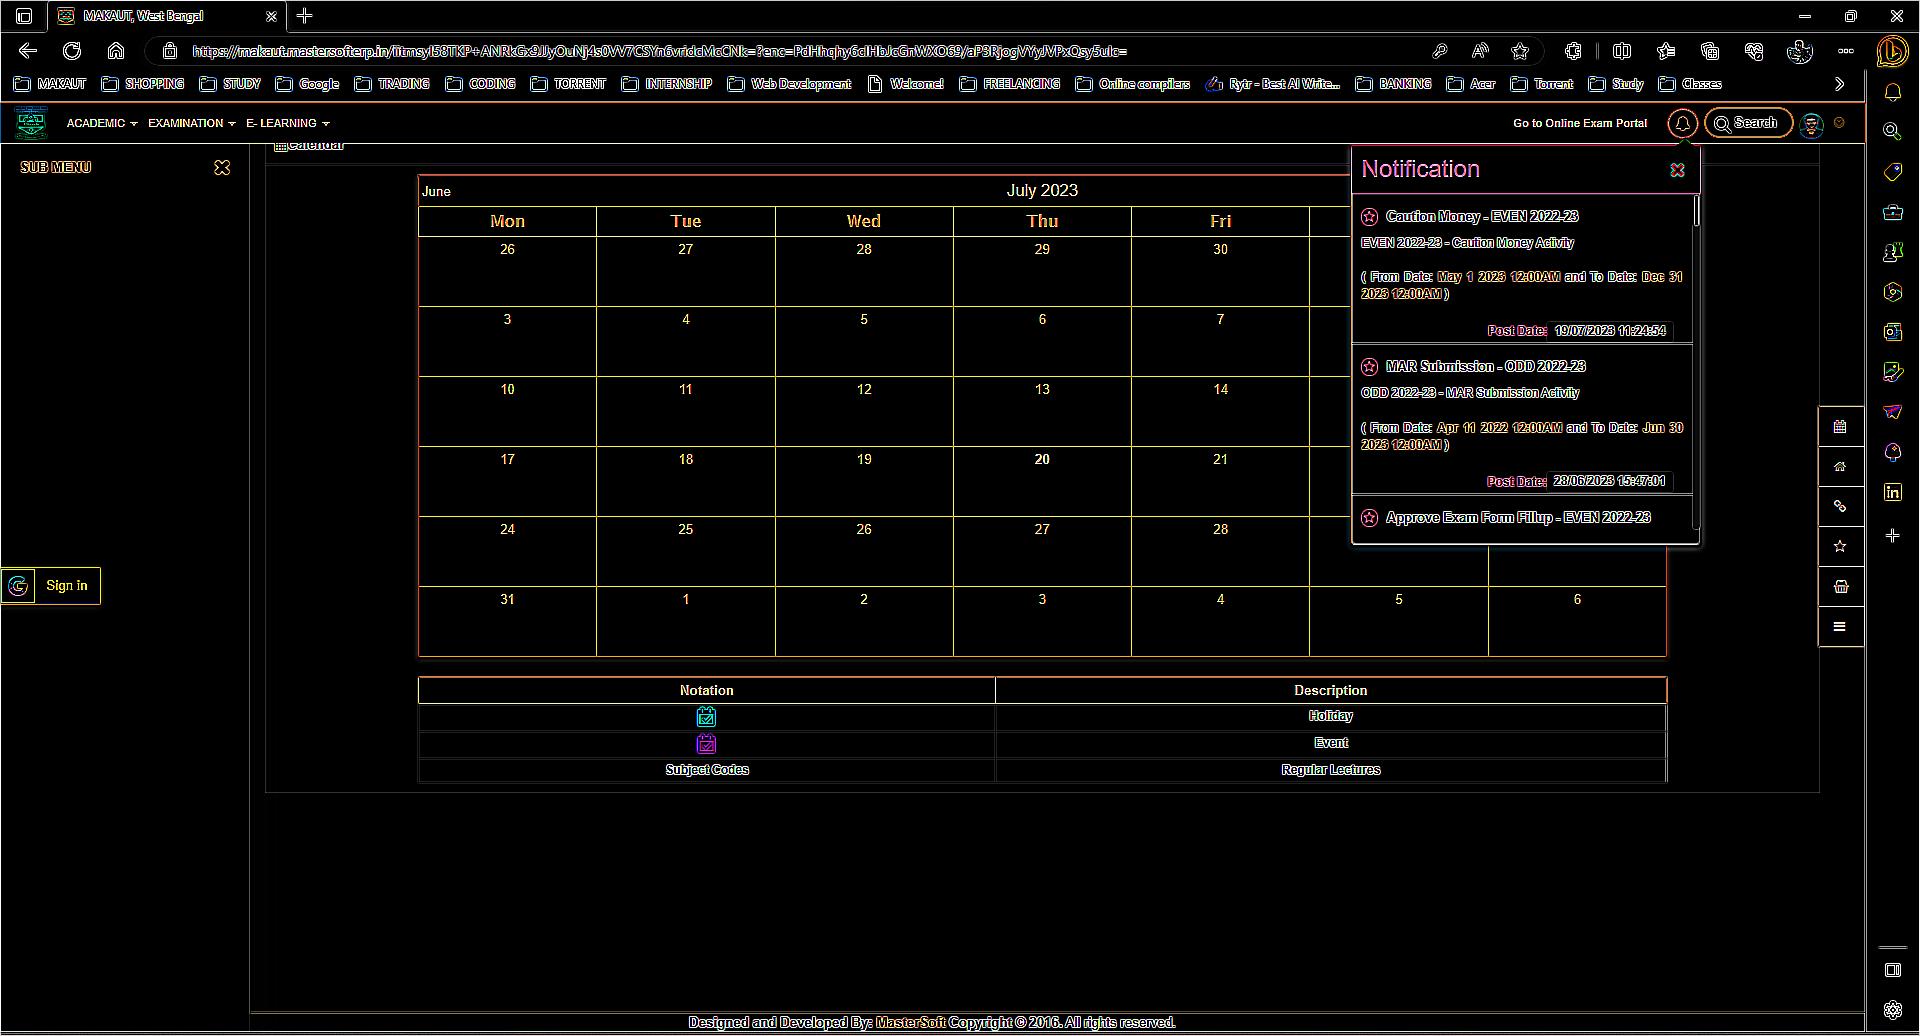 MAKAUT, West Bengal
MAKAUT SHOPPING STUDY Google TRADING CODING TORRENT INTERNSHIP Web Development Welcome! FREELANCING Online compilers Rytr - Best AI Write... BANKING Acer Torrent Study Classes
ACADEMIC EXAMINATION E- LEARNING Go to Online Exam Portal Search
SUB MENU
Calendar
June July 2023
Mon Tue Wed Thu Fri
26 27 28 29 30
3 4 5 6 7
10 11 12 13 14
17 18 19 20 21
24 25 26 27 28
31 1 2 3 4 5 6
Notification
Caution Money - EVEN 2022-23
EVEN 2022-23 - Caution Money Activity
( From Date: May 1 2023 12:00AM and To Date: Dec 31
2023 12:00AM )
Post Date: 19/07/2023 11:24:54
MAR Submission - ODD 2022-23
ODD 2022-23 - MAR Submission Activity
( From Date: Apr 11 2022 12:00AM and To Date: Jun 30
2023 12:00AM )
Post Date: 28/06/2023 15:47:01
Approve Exam Form Fillup - EVEN 2022-23
Sign in
Notation Description
Holiday
Event
Subject Codes Regular Lectures
Designed and Developed By: MasterSoft Copyright © 2016. All rights reserved.